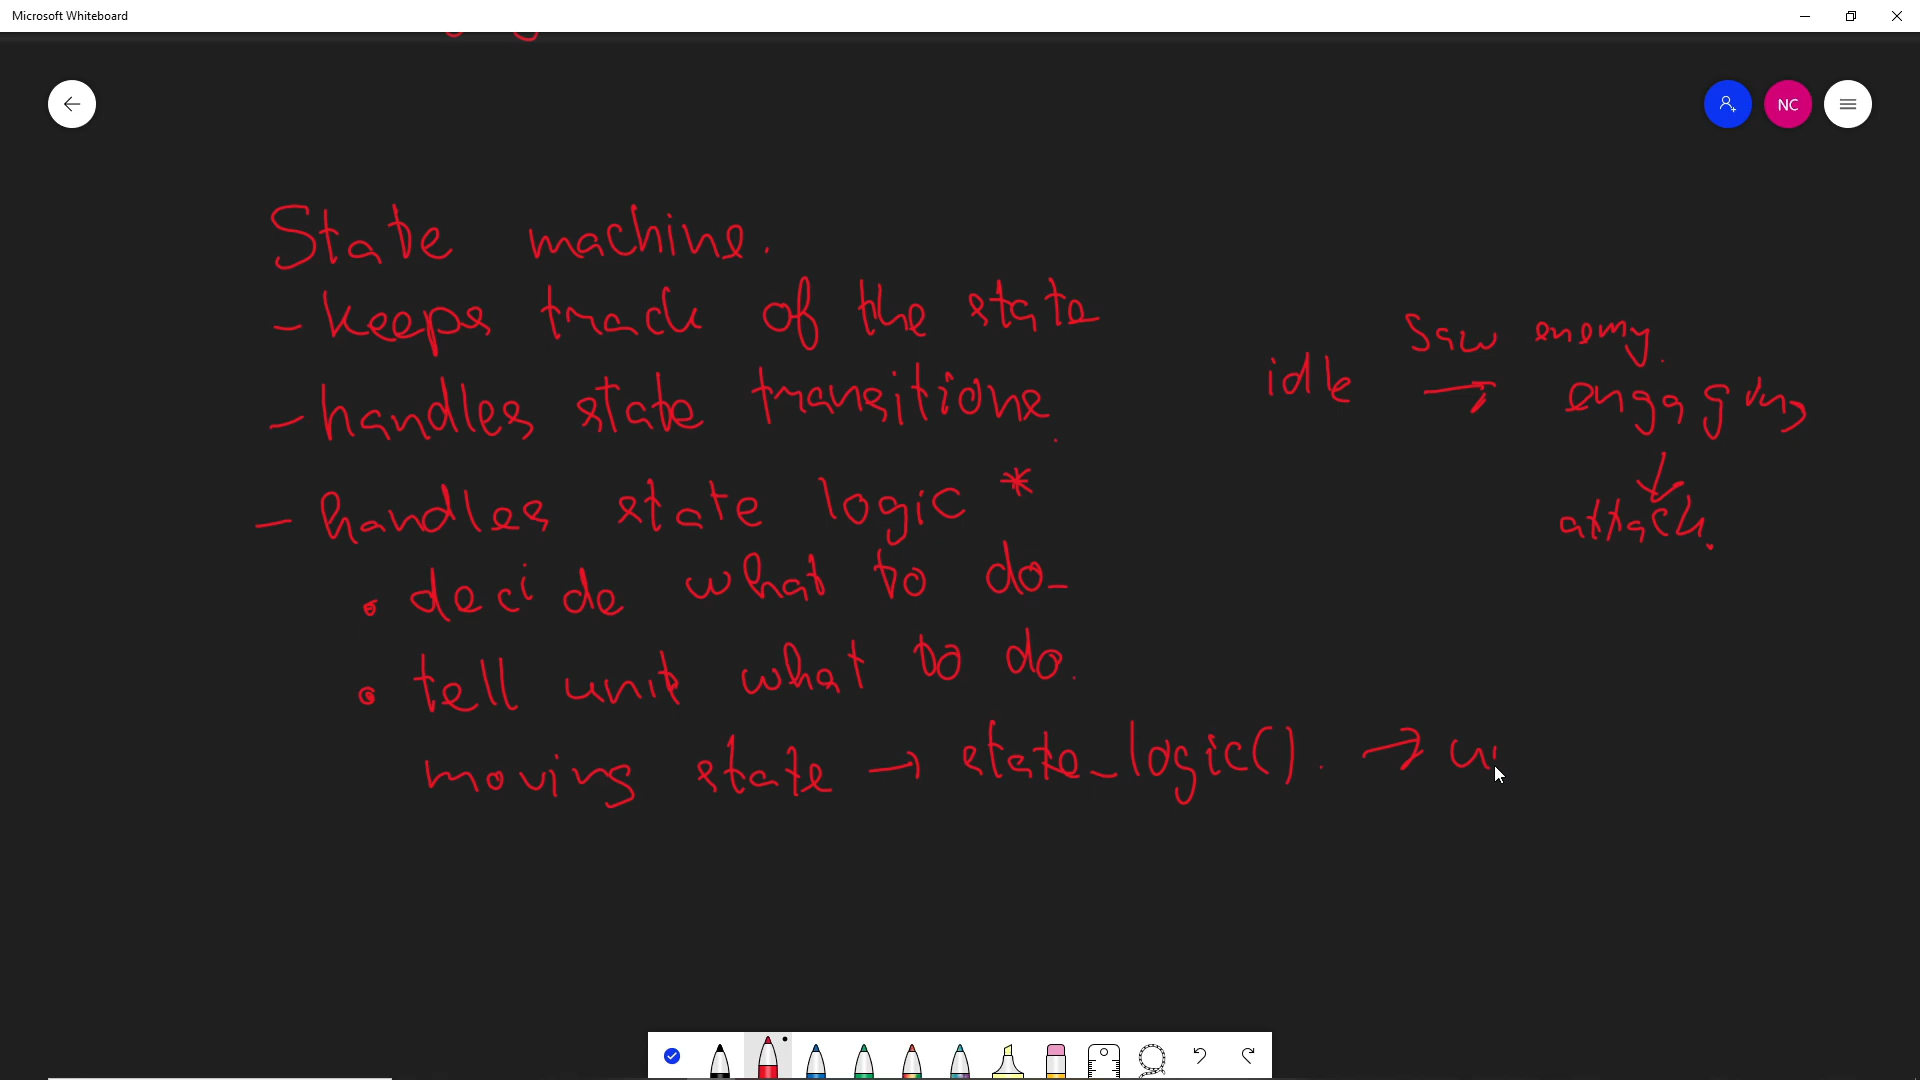 Microsoft Whiteboard
NC
State machine.
- keeps track of the state
- handles state transitions.
- handles state logic *
• decide what to do-
• tell unit what to do.
moving state → state_logic(). →
saw enemy.
idle → engaging
↓
attack.